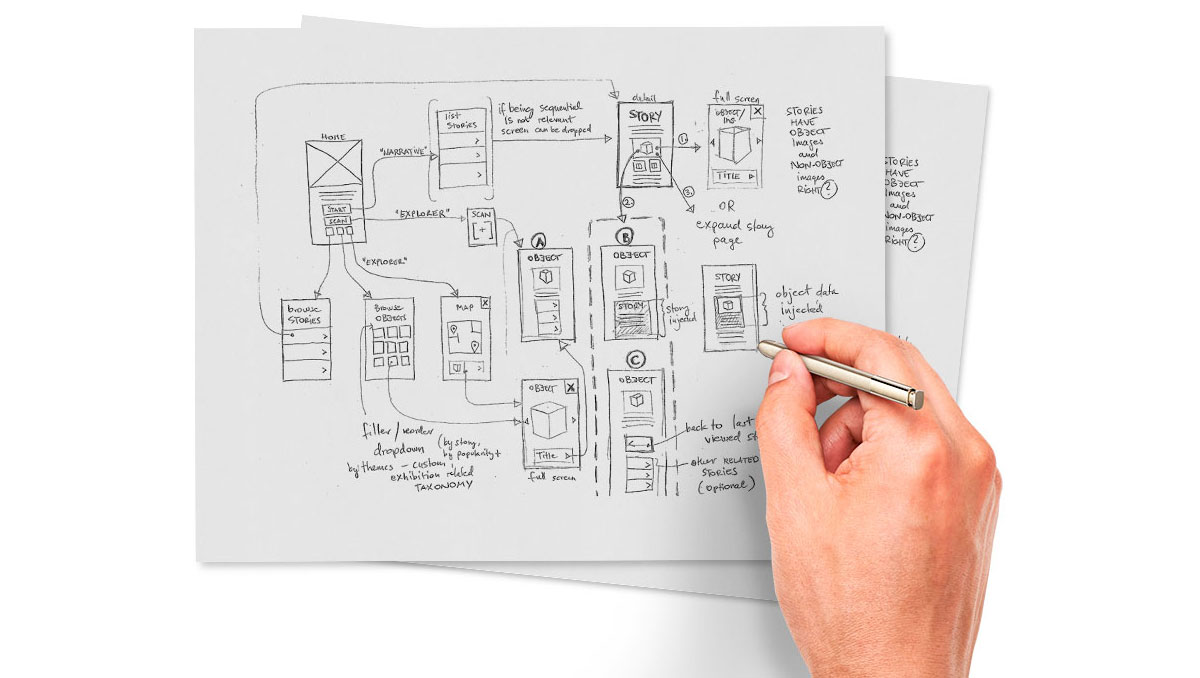 HOME
START
SCAN
"NARRATIVE"
"EXPLORER"
"EXPLORER"
list
STORIES
if being sequential
IS not relevant
screen can be dropped
SCAN
detail
STORY
1.
2.
3.
full screen
OBJECT/
X
TITLE
STORIES
HAVE
OBJECT
Images
and
NON-OBJECT
images
RIGHT ?
OR
expand story
page
browse
STORIES
Browse
OBJECTS
MAP
X
A
OBJECT
B
OBJECT
STORY
Story
injected
STORY
object data
injected
C
OBJECT
back to last
viewed
OTHER RELATED
STORIES
(optional)
OBJECT
X
Title
full screen
filter/reorder
dropdown
(by story,
by popularity +
by themes – custom,
exhibition related
TAXONOMY
STORIES
HAVE
OBJECT
images
and
NON-OBJECT
images
RIGHT ?